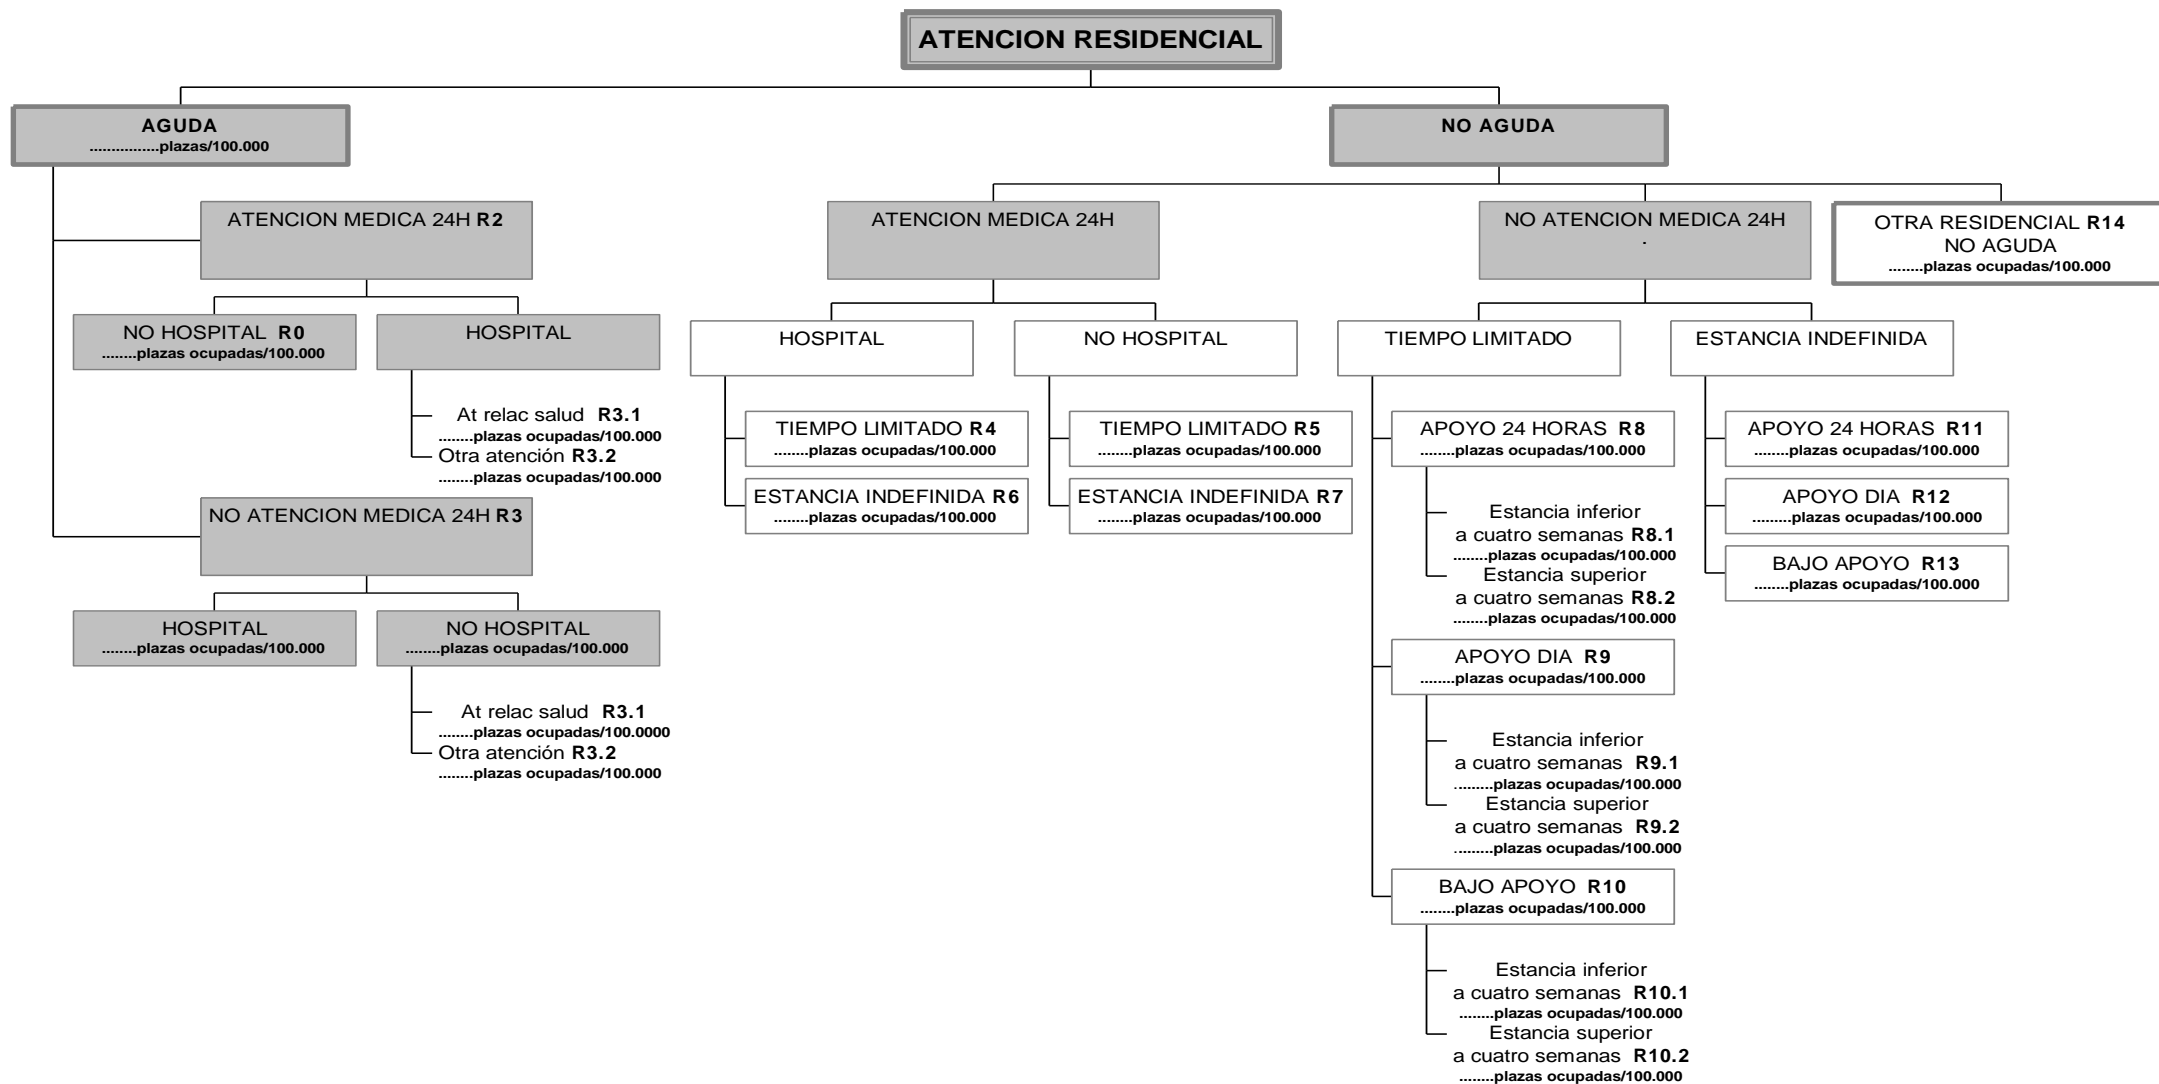 ATENCION RESIDENCIAL
AGUDA
................plazas/100.000
NO AGUDA
ATENCION MEDICA 24H R2
NO HOSPITAL R0
........plazas ocupadas/100.000
HOSPITAL
At relac salud R3.1
........plazas ocupadas/100.000
Otra atención R3.2
........plazas ocupadas/100.000
NO ATENCION MEDICA 24H R3
HOSPITAL
........plazas ocupadas/100.000
NO HOSPITAL
........plazas ocupadas/100.000
At relac salud R3.1
........plazas ocupadas/100.0000
Otra atención R3.2
........plazas ocupadas/100.000
ATENCION MEDICA 24H
HOSPITAL
TIEMPO LIMITADO R4
........plazas ocupadas/100.000
ESTANCIA INDEFINIDA R6
........plazas ocupadas/100.000
NO HOSPITAL
TIEMPO LIMITADO R5
........plazas ocupadas/100.000
ESTANCIA INDEFINIDA R7
........plazas ocupadas/100.000
NO ATENCION MEDICA 24H
.
TIEMPO LIMITADO
APOYO 24 HORAS R8
........plazas ocupadas/100.000
Estancia inferior
a cuatro semanas R8.1
........plazas ocupadas/100.000
Estancia superior
a cuatro semanas R8.2
........plazas ocupadas/100.000
APOYO DIA R9
........plazas ocupadas/100.000
Estancia inferior
a cuatro semanas R9.1
.........plazas ocupadas/100.000
Estancia superior
a cuatro semanas R9.2
.........plazas ocupadas/100.000
BAJO APOYO R10
........plazas ocupadas/100.000
Estancia inferior
a cuatro semanas R10.1
........plazas ocupadas/100.000
Estancia superior
a cuatro semanas R10.2
........plazas ocupadas/100.000
ESTANCIA INDEFINIDA
APOYO 24 HORAS R11
........plazas ocupadas/100.000
APOYO DIA R12
.........plazas ocupadas/100.000
BAJO APOYO R13
........plazas ocupadas/100.000
OTRA RESIDENCIAL R14
NO AGUDA
........plazas ocupadas/100.000